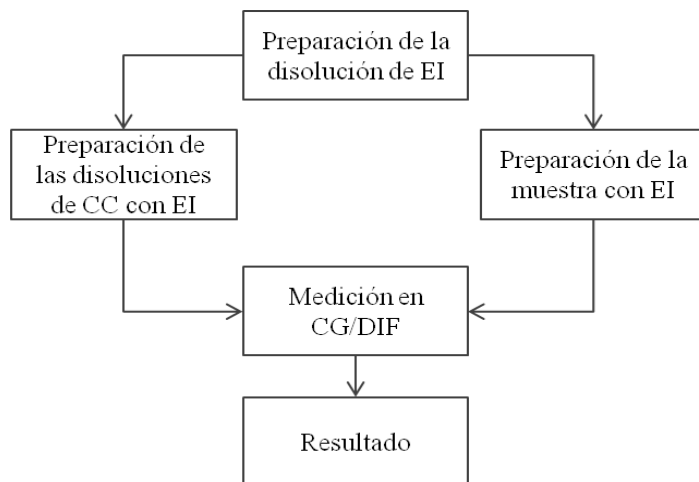 Preparación de la
disolución de EI
Preparación de
las disoluciones
de CC con EI
Preparación de la
muestra con EI
Medición en
CG/DIF
Resultado